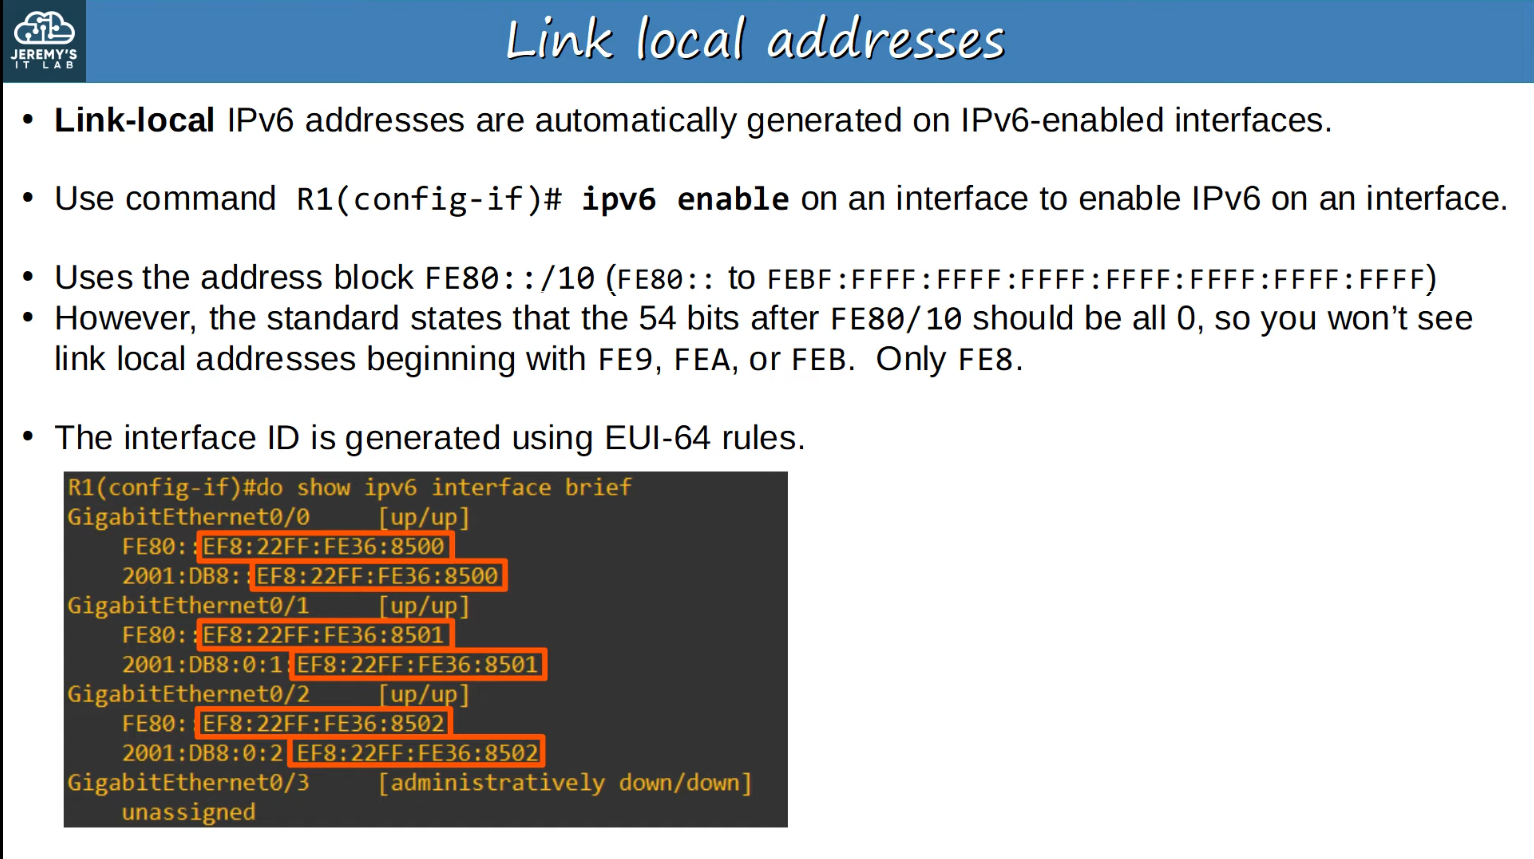 JEREMY'S
IT LAB
Link local addresses
• Link-local IPv6 addresses are automatically generated on IPv6-enabled interfaces.
• Use command R1(config-if)# ipv6 enable on an interface to enable IPv6 on an interface.
• Uses the address block FE80::/10 (FE80:: to FEBF:FFFF:FFFF:FFFF:FFFF:FFFF:FFFF:FFFF)
• However, the standard states that the 54 bits after FE80/10 should be all 0, so you won't see
link local addresses beginning with FE9, FEA, or FEB. Only FE8.
• The interface ID is generated using EUI-64 rules.
R1(config-if)#do show ipv6 interface brief
GigabitEthernet0/0 [up/up]
FE80::EF8:22FF:FE36:8500
2001:DB8::EF8:22FF:FE36:8500
GigabitEthernet0/1 [up/up]
FE80::EF8:22FF:FE36:8501
2001:DB8:0:1:EF8:22FF:FE36:8501
GigabitEthernet0/2 [up/up]
FE80::EF8:22FF:FE36:8502
2001:DB8:0:2:EF8:22FF:FE36:8502
GigabitEthernet0/3 [administratively down/down]
unassigned